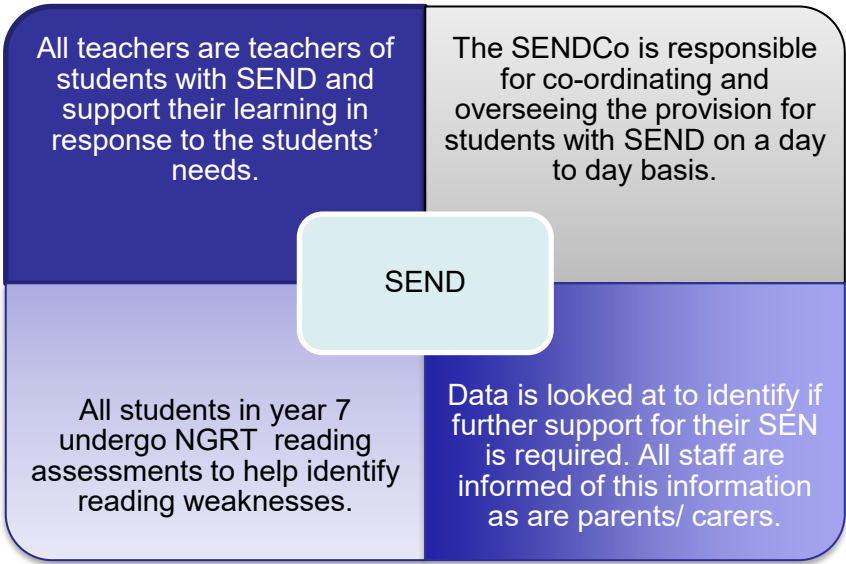 All teachers are teachers of
students with SEND and
support their learning in
response to the students’
needs.
The SENDCo is responsible
for co-ordinating and
overseeing the provision for
students with SEND on a day
to day basis.
SEND
All students in year 7
undergo NGRT  reading
assessments to help identify
reading weaknesses.
Data is looked at to identify if
further support for their SEN
is required. All staff are
informed of this information
as are parents/ carers.